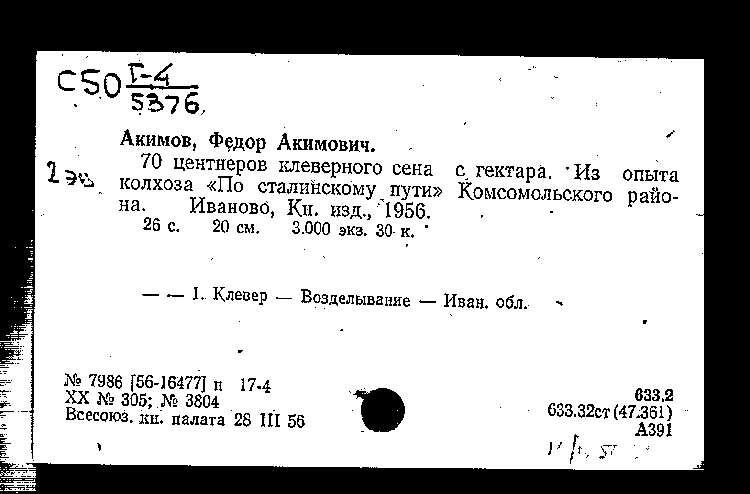 С50 Г-4
5376
Акимов, Федор Акимович.
70 центнеров клеверного сена с гектара. Из опыта
2 экз.
колхоза «По сталинскому пути» Комсомольского райо-
на. Иваново, Кн. изд., 1956.
26 с. 20 см. 3.000 экз. 30 к.
— — 1. Клевер — Возделывание — Иван. обл.
№ 7986 [56-16477] п 17-4
XX № 305; № 3804
Всесоюз. кн. палата 28 III 56
633.2
633.32ст(47.361)
А391